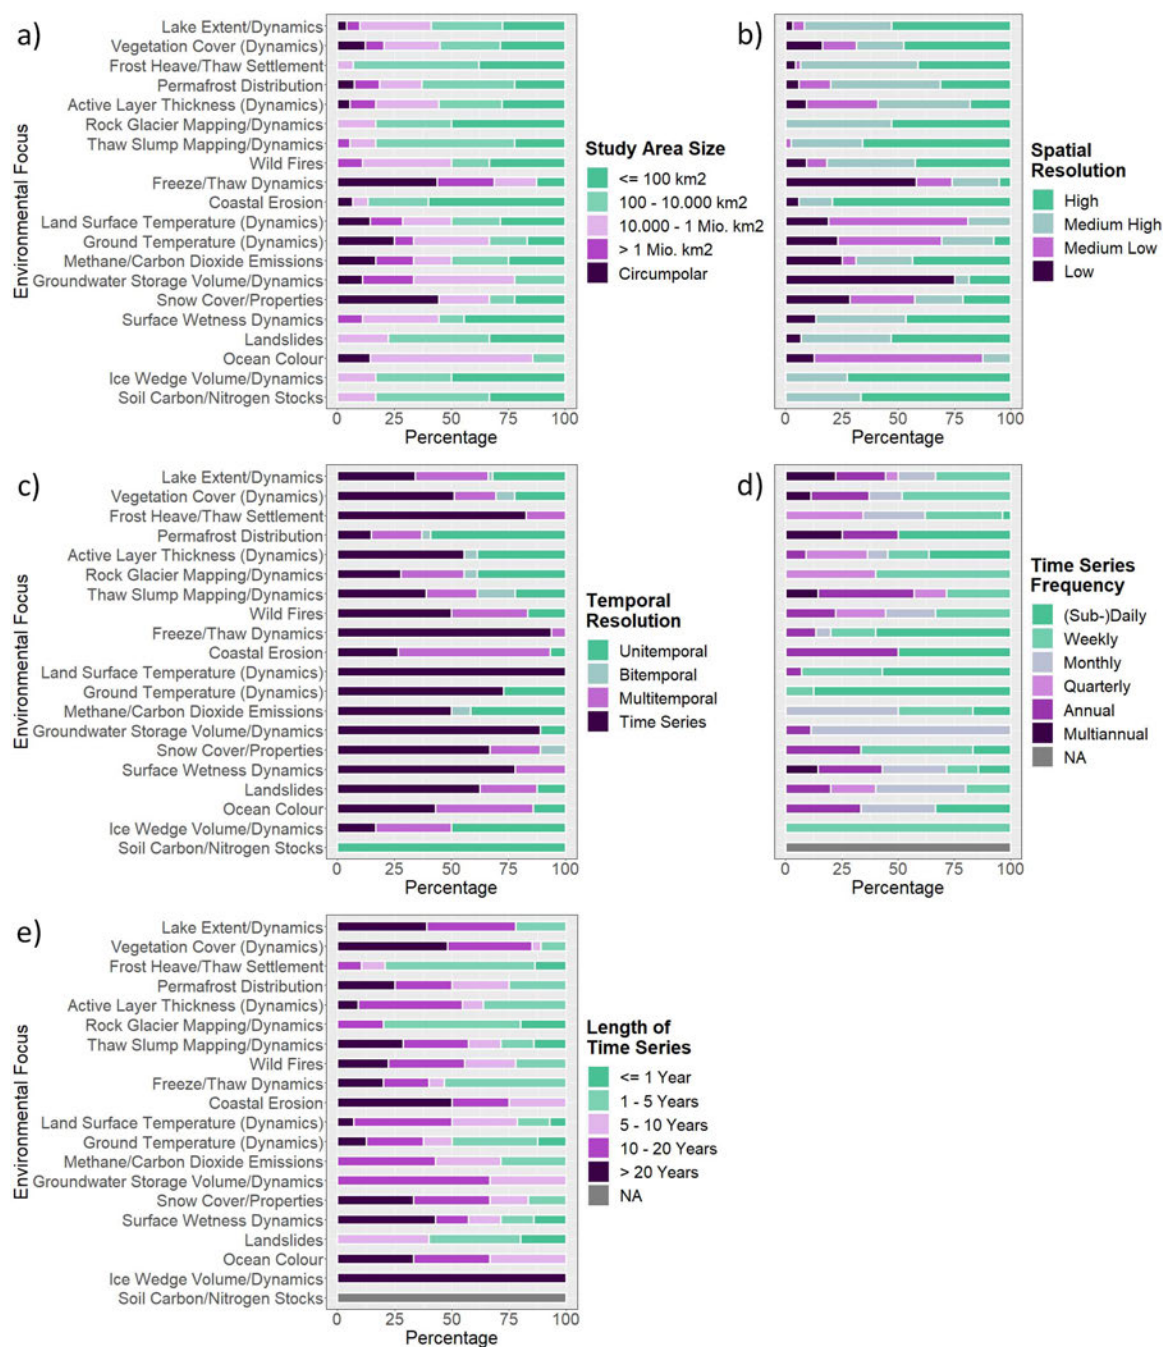 a)
Environmental Focus
Lake Extent/Dynamics
Vegetation Cover (Dynamics)
Frost Heave/Thaw Settlement
Permafrost Distribution
Active Layer Thickness (Dynamics)
Rock Glacier Mapping/Dynamics
Thaw Slump Mapping/Dynamics
Wild Fires
Freeze/Thaw Dynamics
Coastal Erosion
Land Surface Temperature (Dynamics)
Ground Temperature (Dynamics)
Methane/Carbon Dioxide Emissions
Groundwater Storage Volume/Dynamics
Snow Cover/Properties
Surface Wetness Dynamics
Landslides
Ocean Colour
Ice Wedge Volume/Dynamics
Soil Carbon/Nitrogen Stocks
0 25 50 75 100
Percentage
Study Area Size
<= 100 km2
100 - 10.000 km2
10.000 - 1 Mio. km2
> 1 Mio. km2
Circumpolar
b)
0 25 50 75 100
Percentage
Spatial
Resolution
High
Medium High
Medium Low
Low
c)
Environmental Focus
Lake Extent/Dynamics
Vegetation Cover (Dynamics)
Frost Heave/Thaw Settlement
Permafrost Distribution
Active Layer Thickness (Dynamics)
Rock Glacier Mapping/Dynamics
Thaw Slump Mapping/Dynamics
Wild Fires
Freeze/Thaw Dynamics
Coastal Erosion
Land Surface Temperature (Dynamics)
Ground Temperature (Dynamics)
Methane/Carbon Dioxide Emissions
Groundwater Storage Volume/Dynamics
Snow Cover/Properties
Surface Wetness Dynamics
Landslides
Ocean Colour
Ice Wedge Volume/Dynamics
Soil Carbon/Nitrogen Stocks
0 25 50 75 100
Percentage
Temporal
Resolution
Unitemporal
Bitemporal
Multitemporal
Time Series
d)
0 25 50 75 100
Percentage
Time Series
Frequency
(Sub-)Daily
Weekly
Monthly
Quarterly
Annual
Multiannual
NA
e)
Environmental Focus
Lake Extent/Dynamics
Vegetation Cover (Dynamics)
Frost Heave/Thaw Settlement
Permafrost Distribution
Active Layer Thickness (Dynamics)
Rock Glacier Mapping/Dynamics
Thaw Slump Mapping/Dynamics
Wild Fires
Freeze/Thaw Dynamics
Coastal Erosion
Land Surface Temperature (Dynamics)
Ground Temperature (Dynamics)
Methane/Carbon Dioxide Emissions
Groundwater Storage Volume/Dynamics
Snow Cover/Properties
Surface Wetness Dynamics
Landslides
Ocean Colour
Ice Wedge Volume/Dynamics
Soil Carbon/Nitrogen Stocks
0 25 50 75 100
Percentage
Length of
Time Series
<= 1 Year
1 - 5 Years
5 - 10 Years
10 - 20 Years
> 20 Years
NA